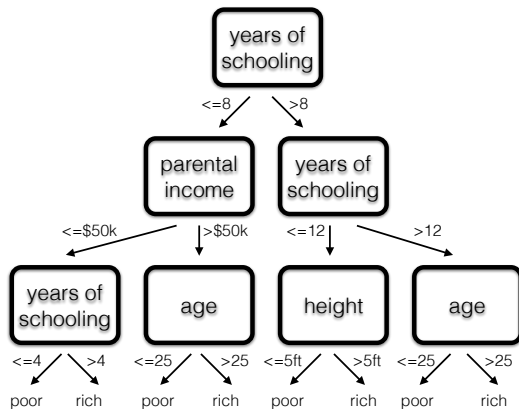 years of
schooling
<=8 >8
parental
income
years of
schooling
<=$50k >$50k <=12 >12
years of
schooling
age
height
age
<=4 >4 <=25 >25 <=5ft >5ft <=25 >25
poor rich poor rich poor rich poor rich